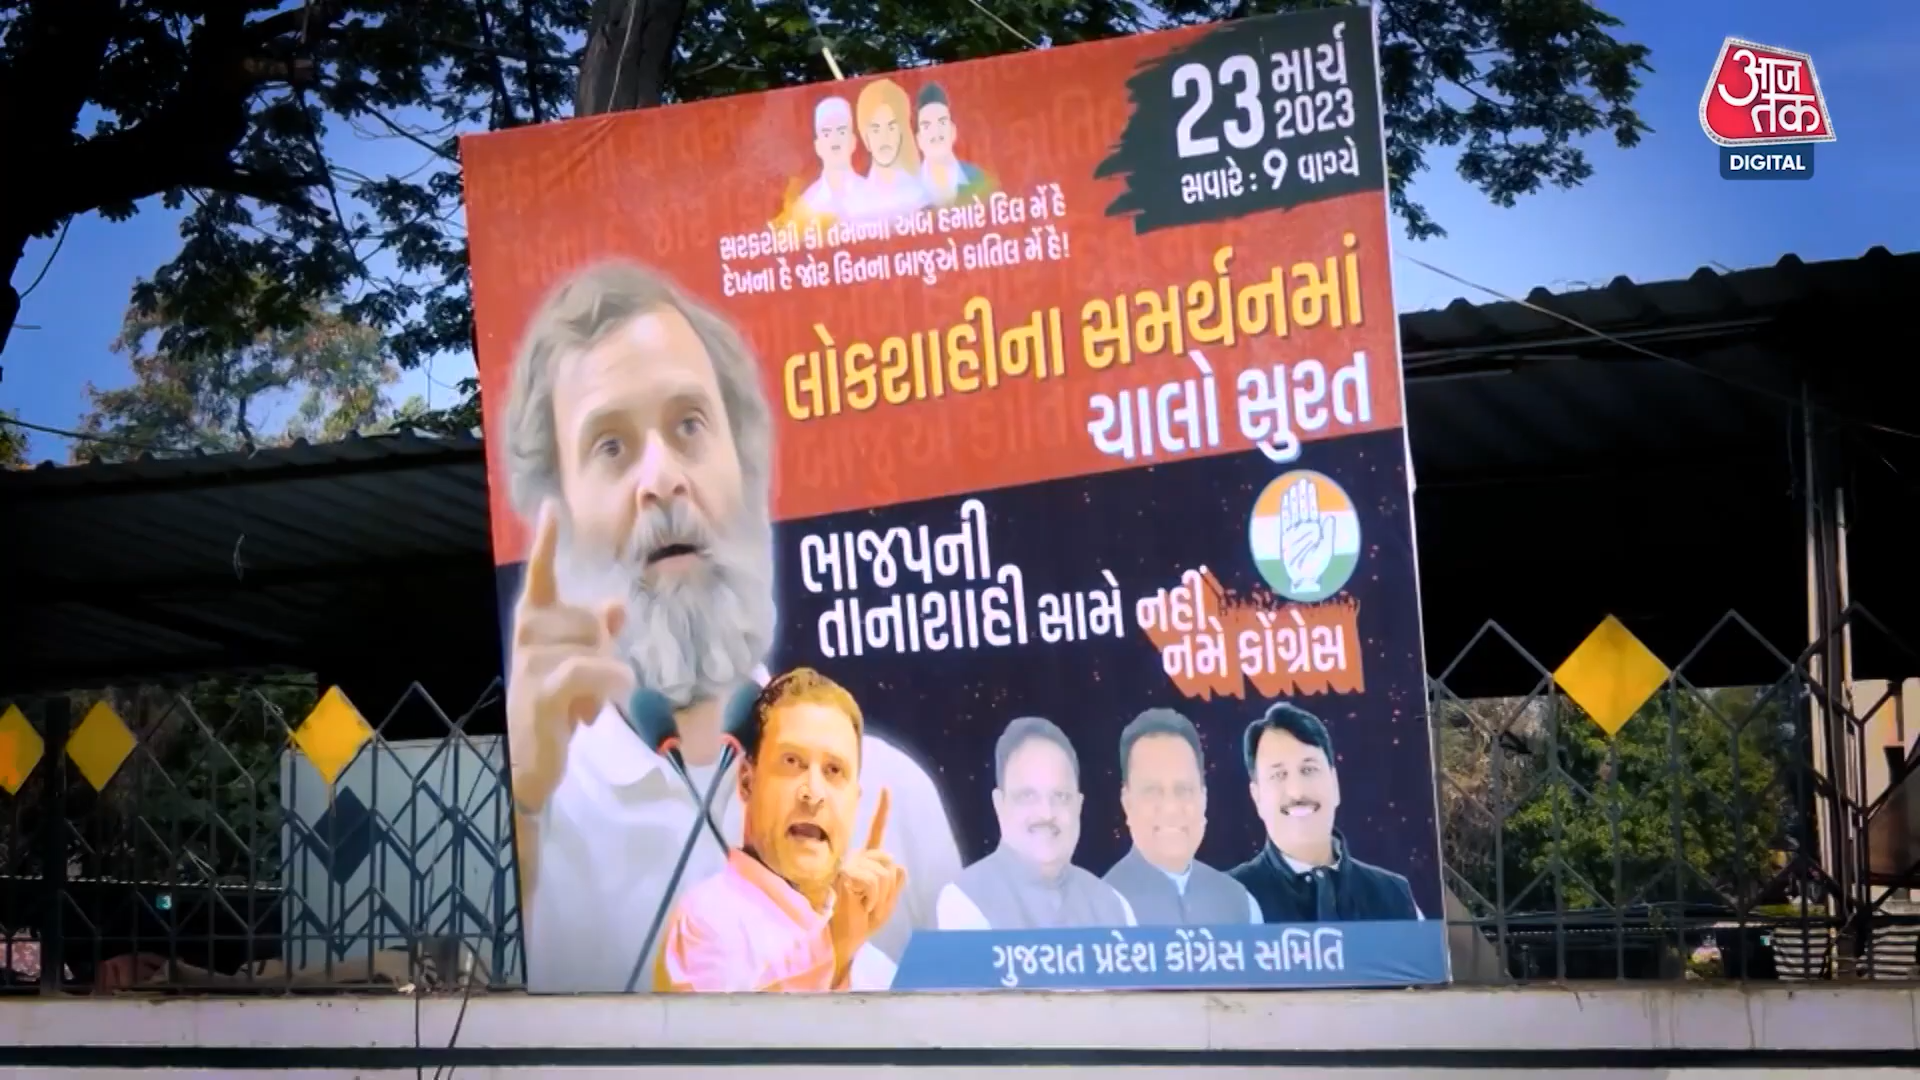 आज
तक
DIGITAL
23 માર્ચ
2023
સવારે : 9 વાગ્યે
સરફરોશી કી તમન્ના અબ હમારે દિલ મેં હૈ
દેખના હૈ જોર કિતના બાજુએ કાતિલ મેં હૈ!
લોકશાહીના સમર્થનમાં
ચાલો સુરત
ભાજપની
તાનાશાહી સામે નહીં
નમે કોંગ્રેસ
ગુજરાત પ્રદેશ કોંગ્રેસ સમિતિ